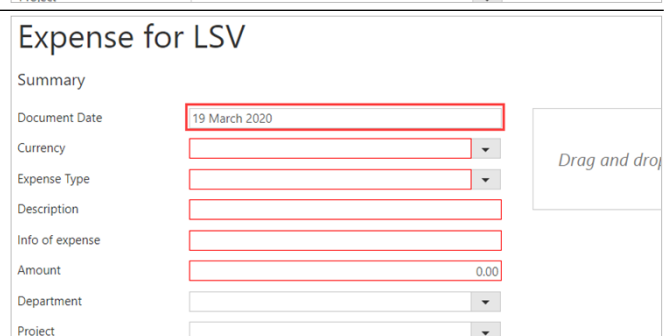 Expense for LSV
Summary
Document Date 19 March 2020
Currency
Expense Type
Description
Info of expense
Amount 0.00
Department
Project
Drag and